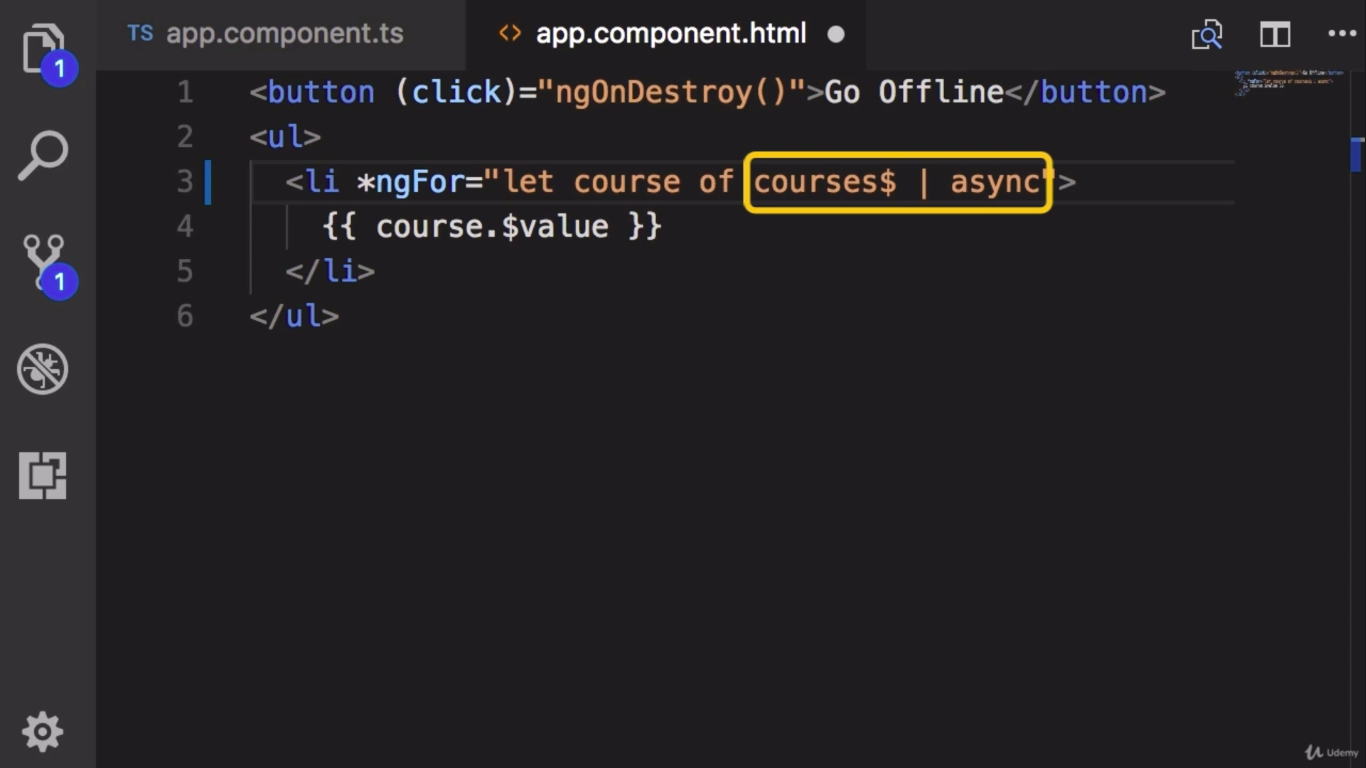 TS app.component.ts <> app.component.html
1
1
1 <button (click)="ngOnDestroy()">Go Offline</button>
2 <ul>
3 <li *ngFor="let course of courses$ | async">
4 {{ course.$value }}
5 </li>
6 </ul>
Udemy